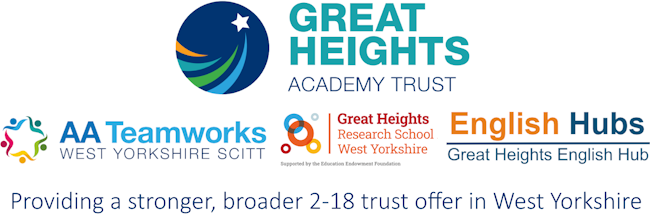 GREAT
HEIGHTS
ACADEMY TRUST
AA Teamworks
WEST YORKSHIRE SCITT
Great Heights
Research School
West Yorkshire
Supported by the Education Endowment Foundation
English Hubs
Great Heights English Hub
Providing a stronger, broader 2-18 trust offer in West Yorkshire